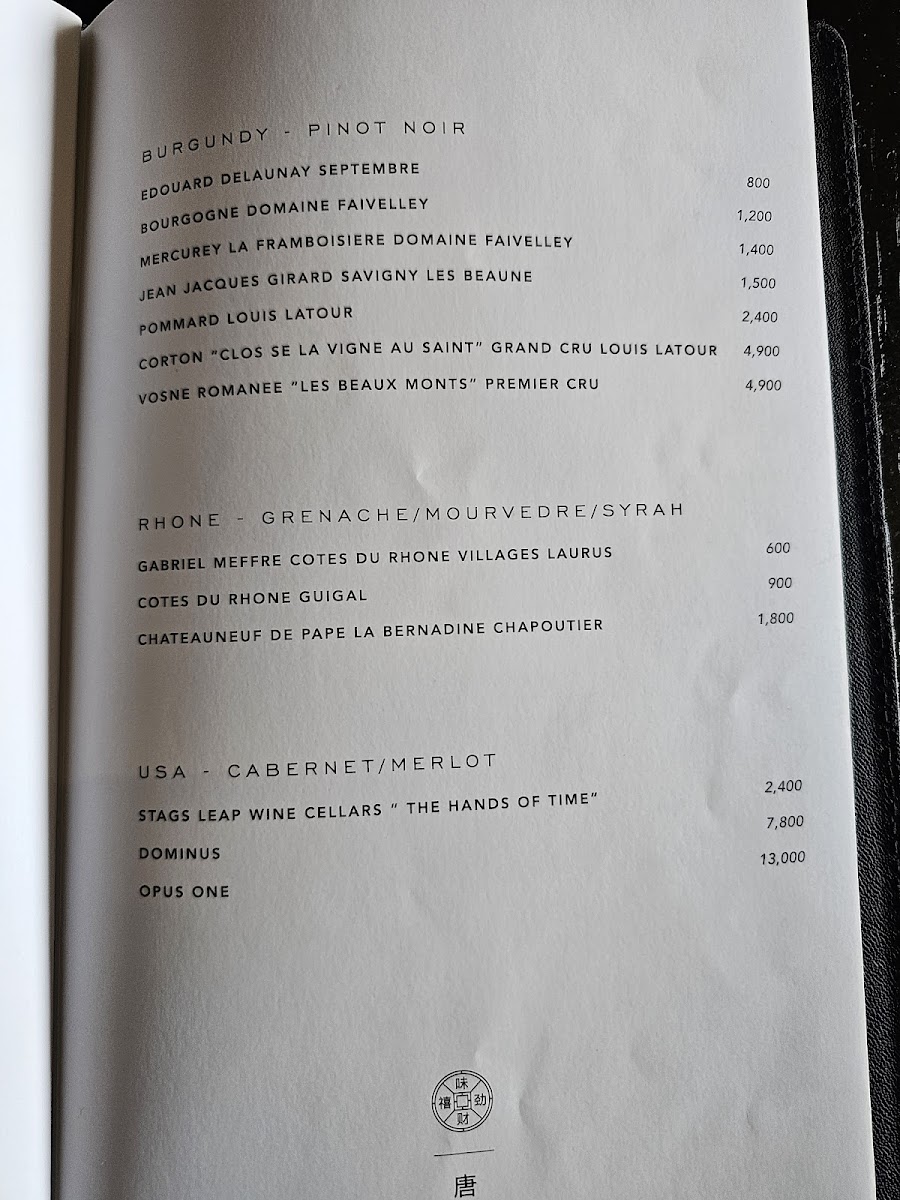 BURGUNDY - PINOT NOIR
EDOUARD DELAUNAY SEPTEMBRE 800
BOURGOGNE DOMAINE FAIVELLEY 1,200
MERCUREY LA FRAMBOISIERE DOMAINE FAIVELLEY 1,400
JEAN JACQUES GIRARD SAVIGNY LES BEAUNE 1,500
POMMARD LOUIS LATOUR 2,400
CORTON "CLOS SE LA VIGNE AU SAINT" GRAND CRU LOUIS LATOUR 4,900
VOSNE ROMANEE "LES BEAUX MONTS" PREMIER CRU 4,900
RHONE - GRENACHE/MOURVEDRE/SYRAH
GABRIEL MEFFRE COTES DU RHONE VILLAGES LAURUS 600
COTES DU RHONE GUIGAL 900
CHATEAUNEUF DE PAPE LA BERNADINE CHAPOUTIER 1,800
USA - CABERNET/MERLOT
STAGS LEAP WINE CELLARS " THE HANDS OF TIME" 2,400
DOMINUS 7,800
OPUS ONE 13,000
味
禧 劲
财
唐